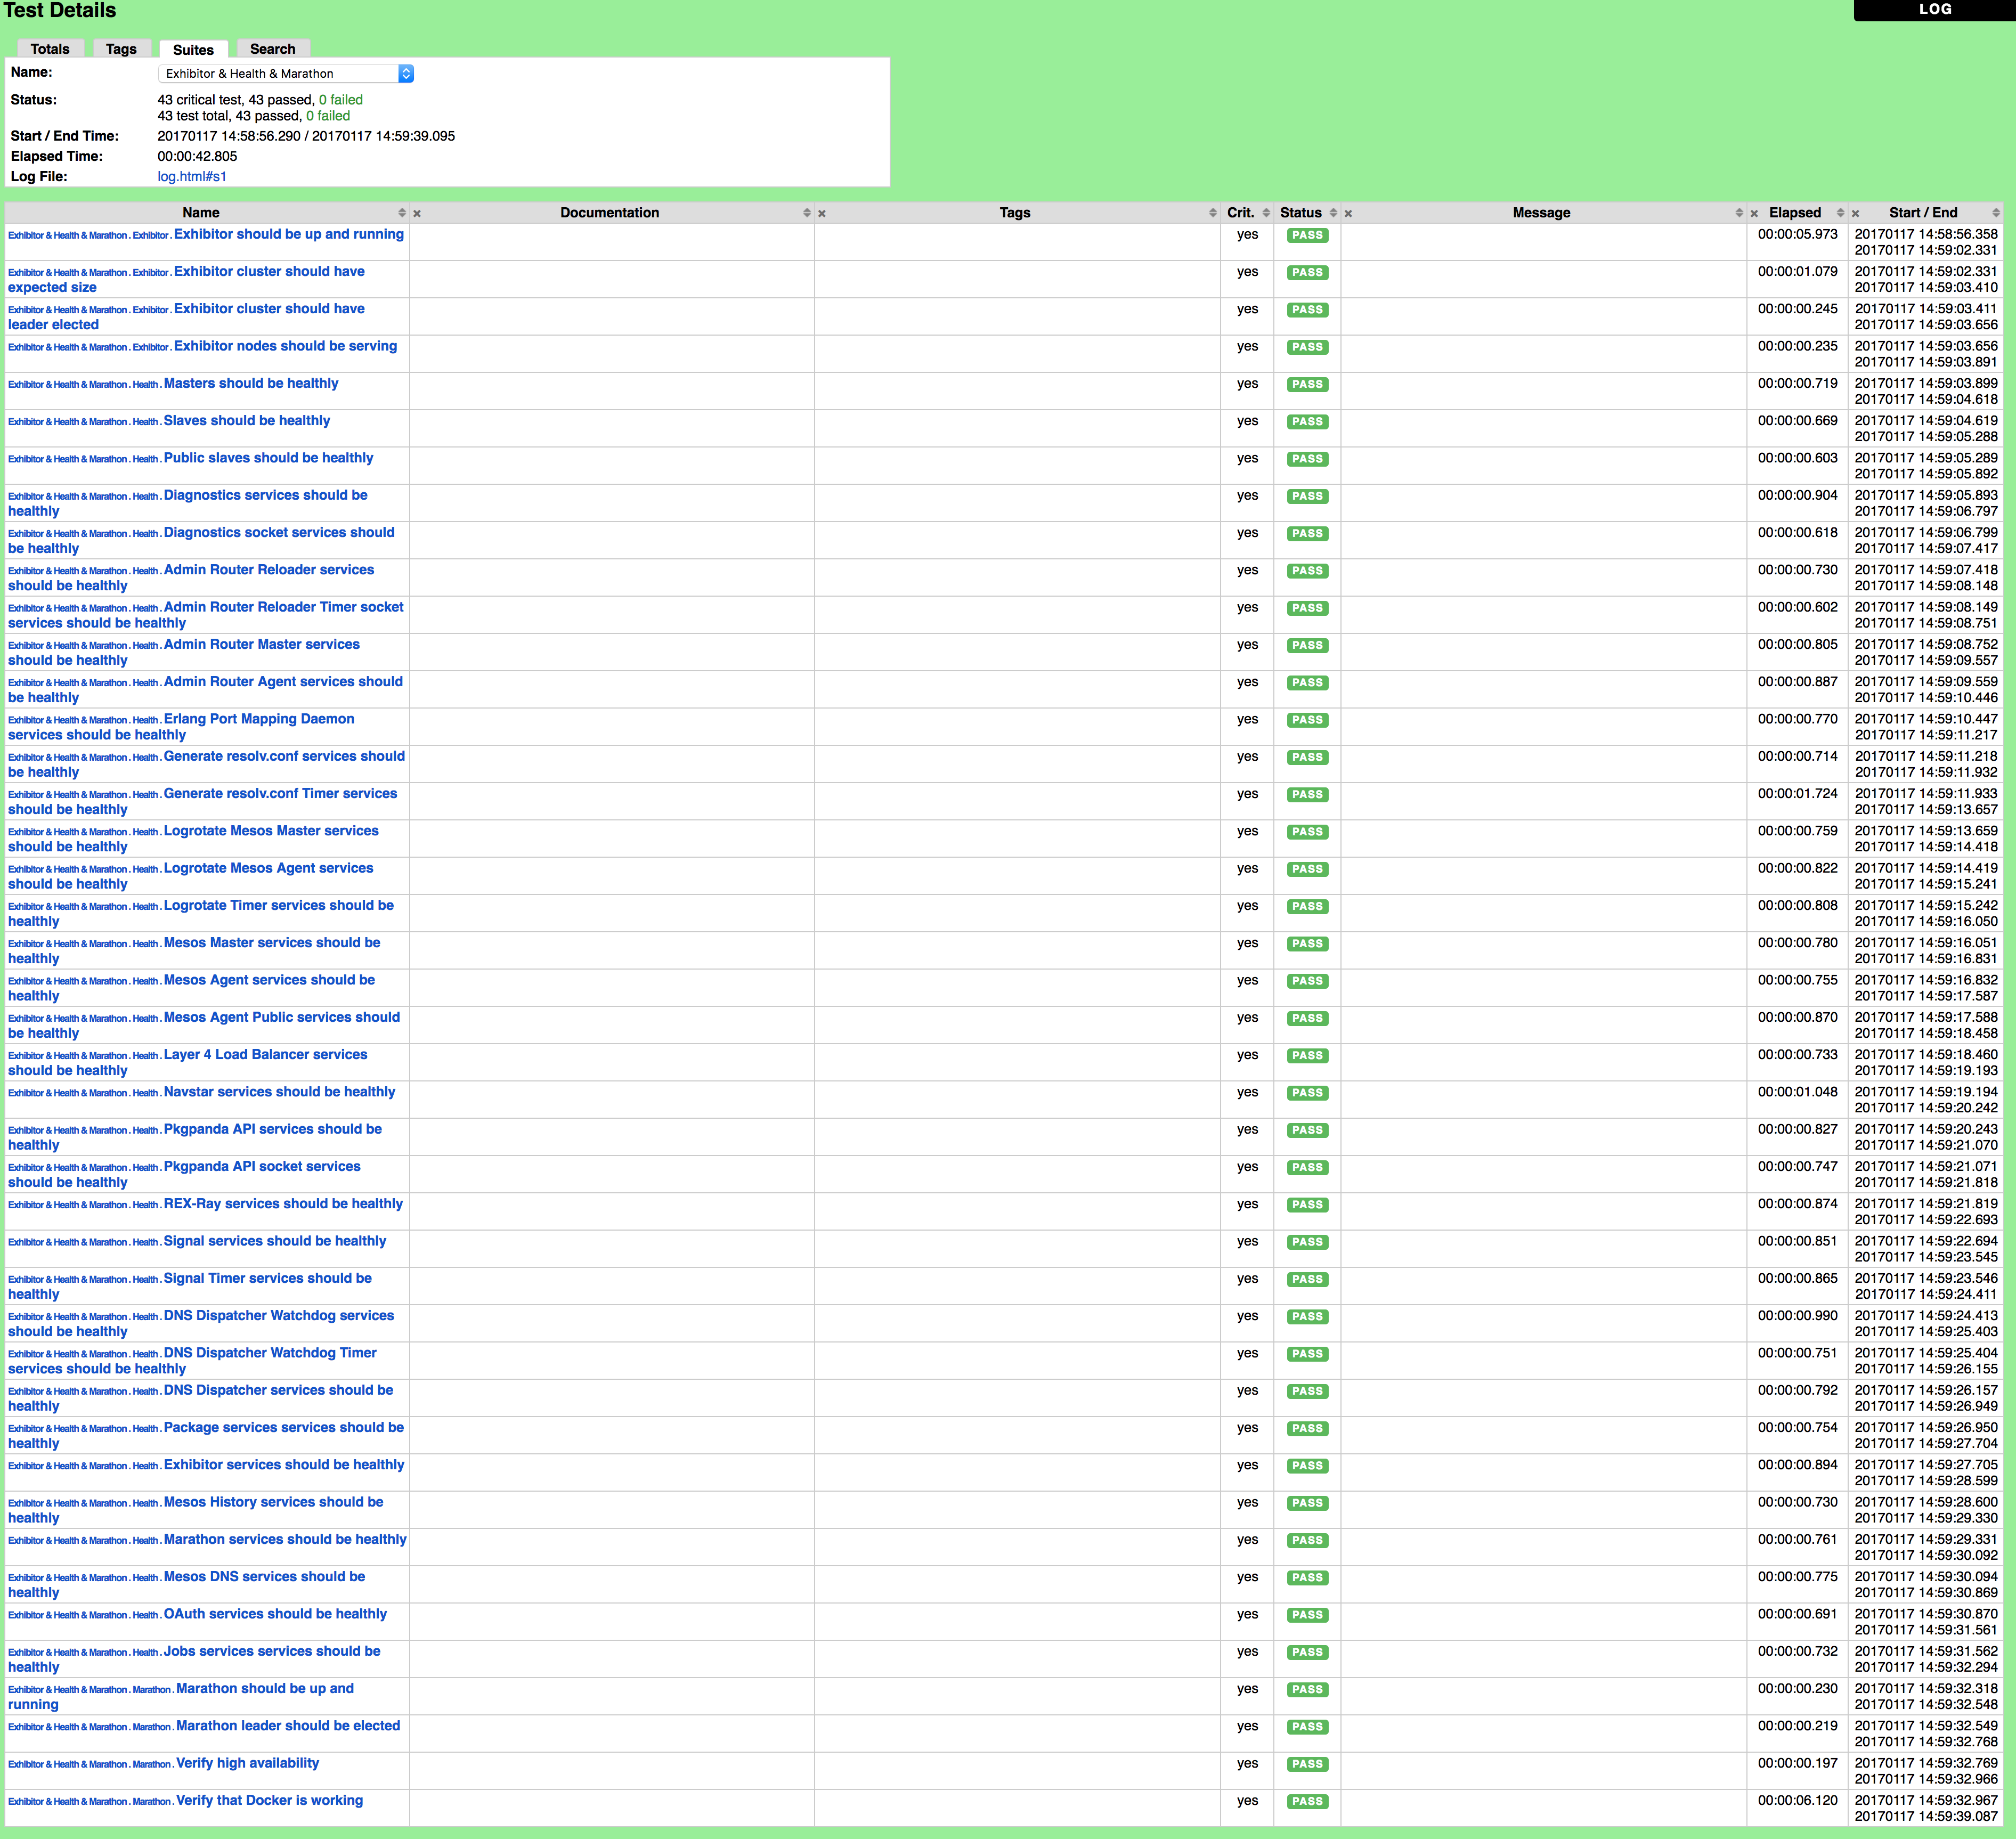 Test Details
LOG
Totals Tags Suites Search
Name: Exhibitor & Health & Marathon
Status: 43 critical test, 43 passed, 0 failed
43 test total, 43 passed, 0 failed
Start / End Time: 20170117 14:58:56.290 / 20170117 14:59:39.095
Elapsed Time: 00:00:42.805
Log File: log.html#s1
Name × Documentation × Tags Crit. Status × Message × Elapsed × Start / End
Exhibitor & Health & Marathon . Exhibitor . Exhibitor should be up and running yes PASS 00:00:05.973 20170117 14:58:56.358
20170117 14:59:02.331
Exhibitor & Health & Marathon . Exhibitor . Exhibitor cluster should have yes PASS 00:00:01.079 20170117 14:59:02.331
expected size 20170117 14:59:03.410
Exhibitor & Health & Marathon . Exhibitor . Exhibitor cluster should have yes PASS 00:00:00.245 20170117 14:59:03.411
leader elected 20170117 14:59:03.656
Exhibitor & Health & Marathon . Exhibitor . Exhibitor nodes should be serving yes PASS 00:00:00.235 20170117 14:59:03.656
20170117 14:59:03.891
Exhibitor & Health & Marathon . Health . Masters should be healthly yes PASS 00:00:00.719 20170117 14:59:03.899
20170117 14:59:04.618
Exhibitor & Health & Marathon . Health . Slaves should be healthly yes PASS 00:00:00.669 20170117 14:59:04.619
20170117 14:59:05.288
Exhibitor & Health & Marathon . Health . Public slaves should be healthly yes PASS 00:00:00.603 20170117 14:59:05.289
20170117 14:59:05.892
Exhibitor & Health & Marathon . Health . Diagnostics services should be yes PASS 00:00:00.904 20170117 14:59:05.893
healthly 20170117 14:59:06.797
Exhibitor & Health & Marathon . Health . Diagnostics socket services should yes PASS 00:00:00.618 20170117 14:59:06.799
be healthly 20170117 14:59:07.417
Exhibitor & Health & Marathon . Health . Admin Router Reloader services yes PASS 00:00:00.730 20170117 14:59:07.418
should be healthly 20170117 14:59:08.148
Exhibitor & Health & Marathon . Health . Admin Router Reloader Timer socket yes PASS 00:00:00.602 20170117 14:59:08.149
services should be healthly 20170117 14:59:08.751
Exhibitor & Health & Marathon . Health . Admin Router Master services yes PASS 00:00:00.805 20170117 14:59:08.752
should be healthly 20170117 14:59:09.557
Exhibitor & Health & Marathon . Health . Admin Router Agent services should yes PASS 00:00:00.887 20170117 14:59:09.559
be healthly 20170117 14:59:10.446
Exhibitor & Health & Marathon . Health . Erlang Port Mapping Daemon yes PASS 00:00:00.770 20170117 14:59:10.447
services should be healthly 20170117 14:59:11.217
Exhibitor & Health & Marathon . Health . Generate resolv.conf services should yes PASS 00:00:00.714 20170117 14:59:11.218
be healthly 20170117 14:59:11.932
Exhibitor & Health & Marathon . Health . Generate resolv.conf Timer services yes PASS 00:00:01.724 20170117 14:59:11.933
should be healthly 20170117 14:59:13.657
Exhibitor & Health & Marathon . Health . Logrotate Mesos Master services yes PASS 00:00:00.759 20170117 14:59:13.659
should be healthly 20170117 14:59:14.418
Exhibitor & Health & Marathon . Health . Logrotate Mesos Agent services yes PASS 00:00:00.822 20170117 14:59:14.419
should be healthly 20170117 14:59:15.241
Exhibitor & Health & Marathon . Health . Logrotate Timer services should be yes PASS 00:00:00.808 20170117 14:59:15.242
healthly 20170117 14:59:16.050
Exhibitor & Health & Marathon . Health . Mesos Master services should be yes PASS 00:00:00.780 20170117 14:59:16.051
healthly 20170117 14:59:16.831
Exhibitor & Health & Marathon . Health . Mesos Agent services should be yes PASS 00:00:00.755 20170117 14:59:16.832
healthly 20170117 14:59:17.587
Exhibitor & Health & Marathon . Health . Mesos Agent Public services should yes PASS 00:00:00.870 20170117 14:59:17.588
be healthly 20170117 14:59:18.458
Exhibitor & Health & Marathon . Health . Layer 4 Load Balancer services yes PASS 00:00:00.733 20170117 14:59:18.460
should be healthly 20170117 14:59:19.193
Exhibitor & Health & Marathon . Health . Navstar services should be healthly yes PASS 00:00:01.048 20170117 14:59:19.194
20170117 14:59:20.242
Exhibitor & Health & Marathon . Health . Pkgpanda API services should be yes PASS 00:00:00.827 20170117 14:59:20.243
healthly 20170117 14:59:21.070
Exhibitor & Health & Marathon . Health . Pkgpanda API socket services yes PASS 00:00:00.747 20170117 14:59:21.071
should be healthly 20170117 14:59:21.818
Exhibitor & Health & Marathon . Health . REX-Ray services should be healthly yes PASS 00:00:00.874 20170117 14:59:21.819
20170117 14:59:22.693
Exhibitor & Health & Marathon . Health . Signal services should be healthly yes PASS 00:00:00.851 20170117 14:59:22.694
20170117 14:59:23.545
Exhibitor & Health & Marathon . Health . Signal Timer services should be yes PASS 00:00:00.865 20170117 14:59:23.546
healthly 20170117 14:59:24.411
Exhibitor & Health & Marathon . Health . DNS Dispatcher Watchdog services yes PASS 00:00:00.990 20170117 14:59:24.413
should be healthly 20170117 14:59:25.403
Exhibitor & Health & Marathon . Health . DNS Dispatcher Watchdog Timer yes PASS 00:00:00.751 20170117 14:59:25.404
services should be healthly 20170117 14:59:26.155
Exhibitor & Health & Marathon . Health . DNS Dispatcher services should be yes PASS 00:00:00.792 20170117 14:59:26.157
healthly 20170117 14:59:26.949
Exhibitor & Health & Marathon . Health . Package services services should be yes PASS 00:00:00.754 20170117 14:59:26.950
healthly 20170117 14:59:27.704
Exhibitor & Health & Marathon . Health . Exhibitor services should be healthly yes PASS 00:00:00.894 20170117 14:59:27.705
20170117 14:59:28.599
Exhibitor & Health & Marathon . Health . Mesos History services should be yes PASS 00:00:00.730 20170117 14:59:28.600
healthly 20170117 14:59:29.330
Exhibitor & Health & Marathon . Health . Marathon services should be healthly yes PASS 00:00:00.761 20170117 14:59:29.331
20170117 14:59:30.092
Exhibitor & Health & Marathon . Health . Mesos DNS services should be yes PASS 00:00:00.775 20170117 14:59:30.094
healthly 20170117 14:59:30.869
Exhibitor & Health & Marathon . Health . OAuth services should be healthly yes PASS 00:00:00.691 20170117 14:59:30.870
20170117 14:59:31.561
Exhibitor & Health & Marathon . Health . Jobs services services should be yes PASS 00:00:00.732 20170117 14:59:31.562
healthly 20170117 14:59:32.294
Exhibitor & Health & Marathon . Marathon . Marathon should be up and yes PASS 00:00:00.230 20170117 14:59:32.318
running 20170117 14:59:32.548
Exhibitor & Health & Marathon . Marathon . Marathon leader should be elected yes PASS 00:00:00.219 20170117 14:59:32.549
20170117 14:59:32.768
Exhibitor & Health & Marathon . Marathon . Verify high availability yes PASS 00:00:00.197 20170117 14:59:32.769
20170117 14:59:32.966
Exhibitor & Health & Marathon . Marathon . Verify that Docker is working yes PASS 00:00:06.120 20170117 14:59:32.967
20170117 14:59:39.087